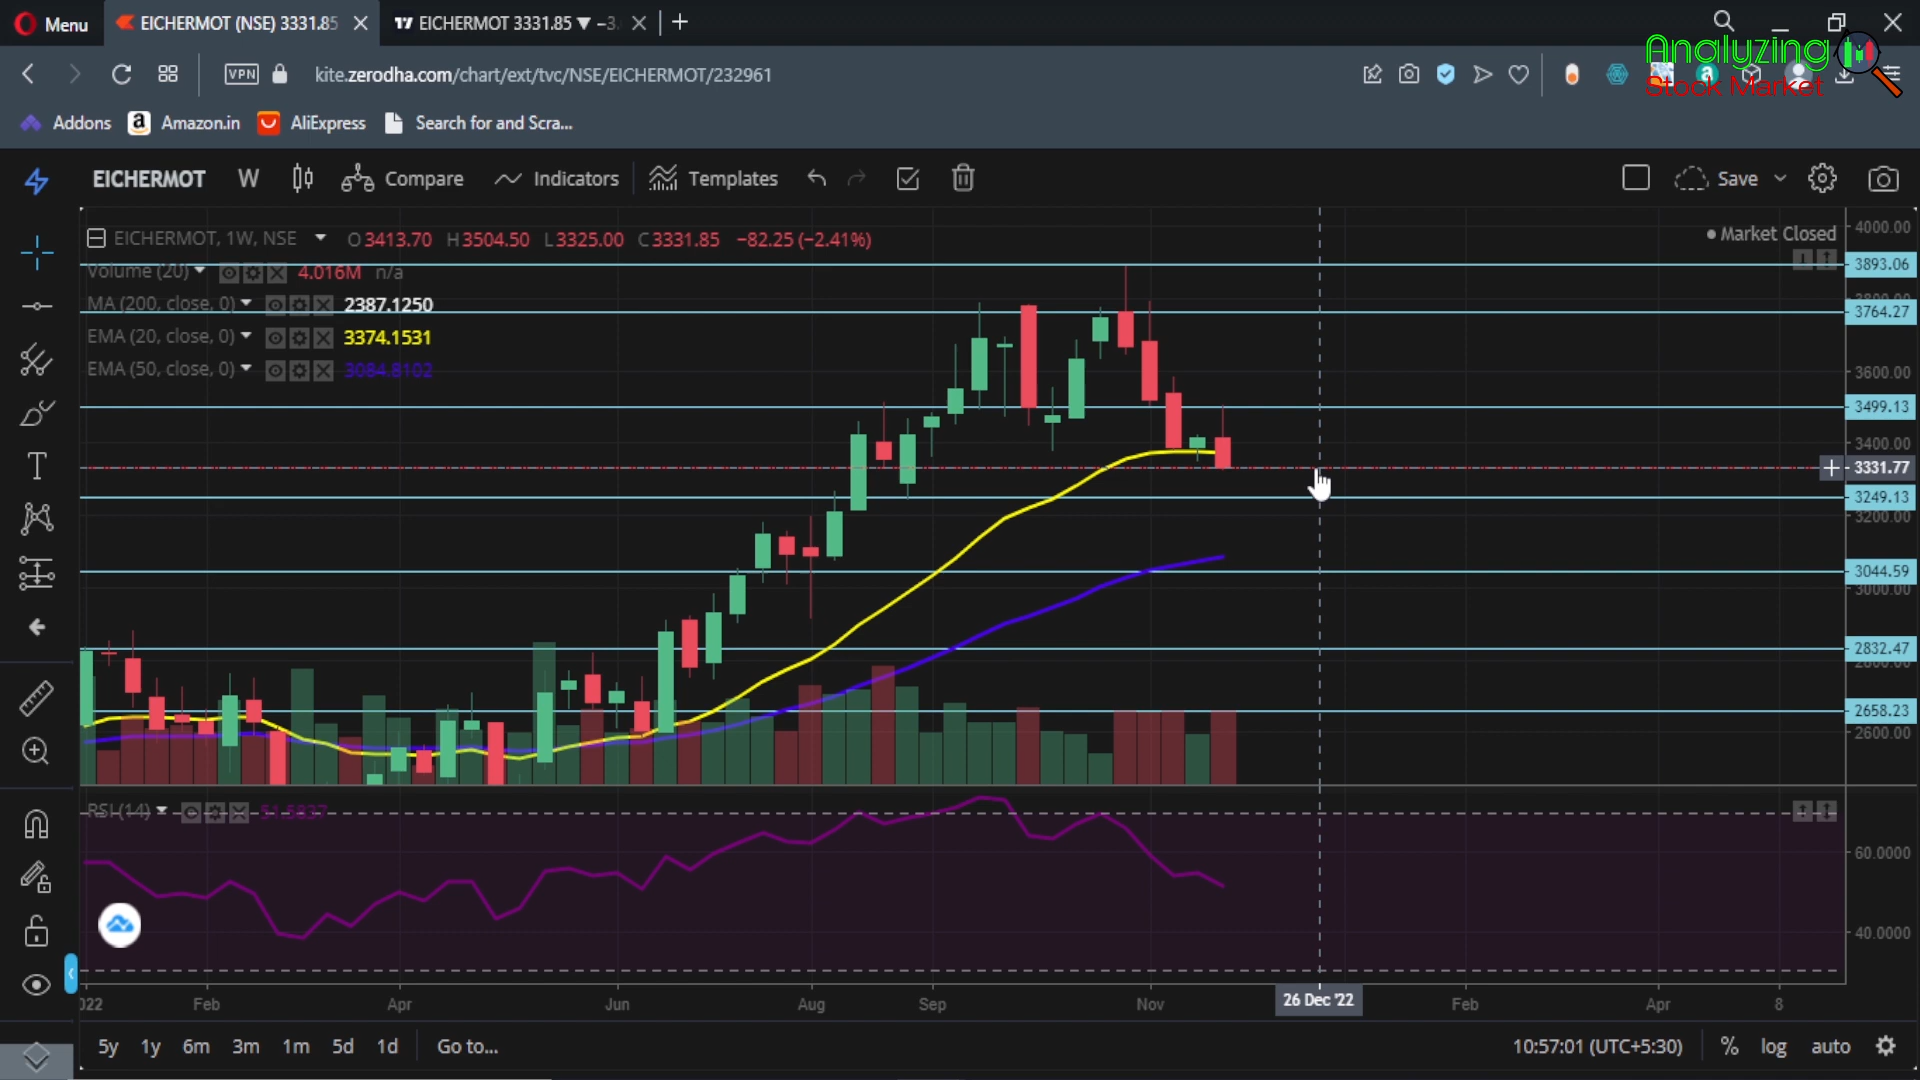 Menu
EICHERMOT (NSE) 3331.85
EICHERMOT 3331.85 ▼ −3.
VPN
kite.zerodha.com/chart/ext/tvc/NSE/EICHERMOT/232961
Analyzing
Stock Market
Addons
Amazon.in
AliExpress
Search for and Scra...
EICHERMOT W Compare Indicators Templates Save
EICHERMOT, 1W, NSE O3413.70 H3504.50 L3325.00 C3331.85 −82.25 (−2.41%)
Market Closed
Volume (20) 4.016M n/a
MA (200, close, 0) 2387.1250
EMA (20, close, 0) 3374.1531
EMA (50, close, 0) 3084.8102
4000.00
3893.06
3764.27
3600.00
3499.13
3400.00
3331.77
3249.13
3200.00
3044.59
3000.00
2832.47
2658.23
2600.00
RSI (14) 51.5837
60.0000
40.0000
2022 Feb Apr Jun Aug Sep Nov 26 Dec '22 Feb Apr 8
5y 1y 6m 3m 1m 5d 1d Go to...
10:57:01 (UTC+5:30) % log auto